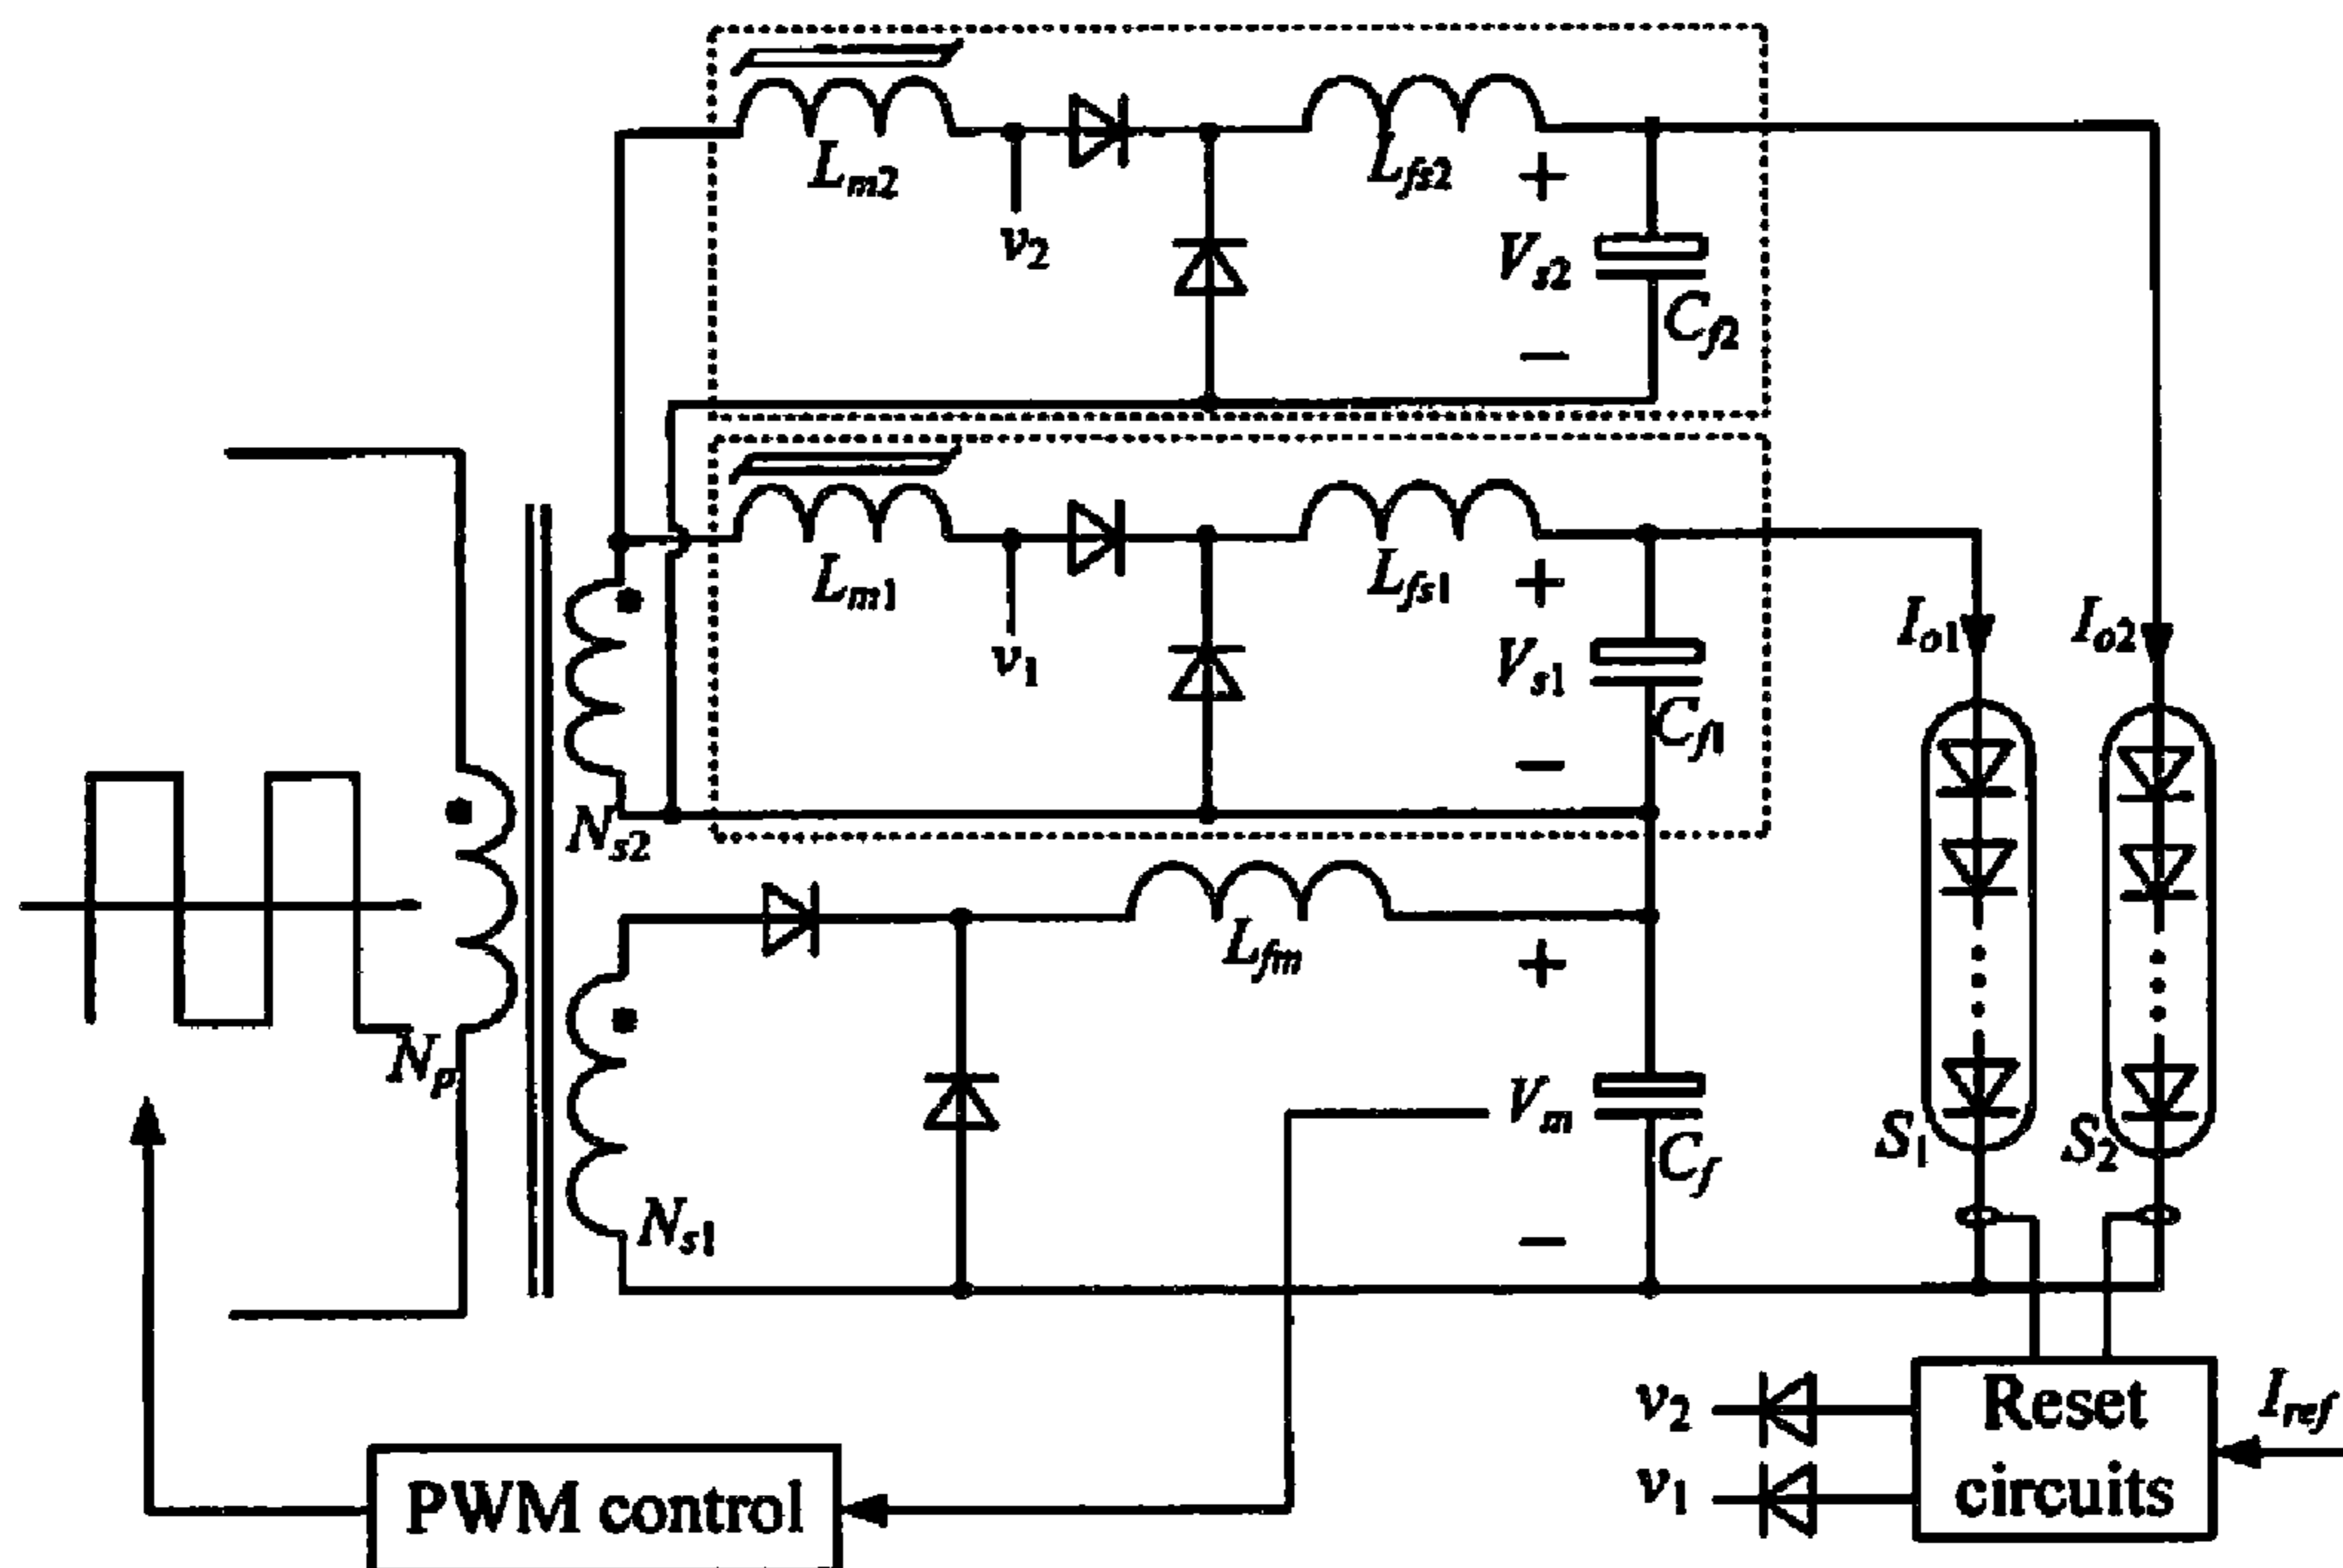 L_m2
v_2
L_fs2
+
V_s2
−
C_f2
L_m1
v_1
L_fs1
+
V_s1
−
C_f1
I_o1
I_o2
N_s2
N_p
L_fm
+
V_m
−
C_f
N_s1
S_1
S_2
PWM control
v_2
v_1
Reset
circuits
I_ref